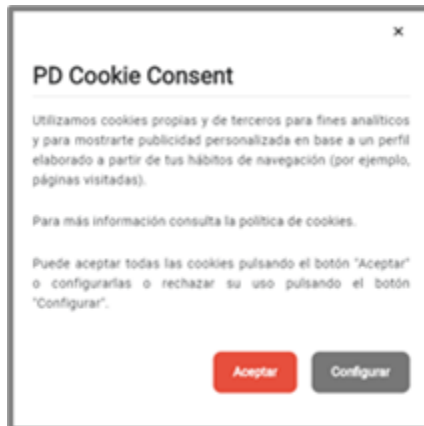 ×
PD Cookie Consent
Utilizamos cookies propias y de terceros para fines analíticos
y para mostrarte publicidad personalizada en base a un perfil
elaborado a partir de tus hábitos de navegación (por ejemplo,
páginas visitadas).
Para más información consulta la política de cookies.
Puede aceptar todas las cookies pulsando el botón "Aceptar"
o configurarlas o rechazar su uso pulsando el botón
"Configurar".
Aceptar Configurar